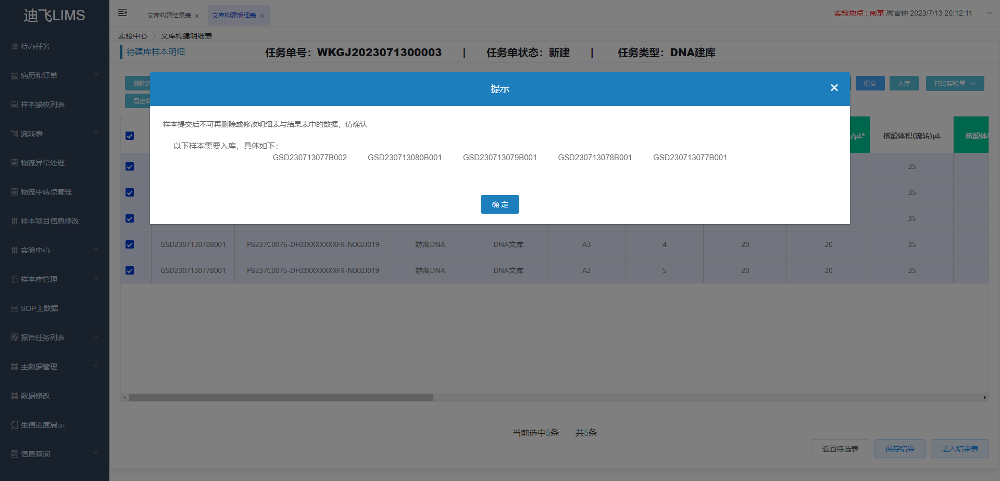 迪飞LIMS
待办任务
病历和订单
样本接收列表
流转表
物流异常处理
物流中转点管理
样本项目信息修改
实验中心
样本库管理
SOP主数据
报告任务列表
主数据管理
数据修改
生信进度展示
信息查询
文库构建结果表
文库构建明细表
实验地点 : 南京 周官钟 2023/7/13 20:12:11
实验中心 > 文库构建明细表
待建库样本明细
任务单号：WKGJ2023071300003 | 任务单状态：新建 | 任务类型：DNA建库
删除
提交
入库
打印实验单
导出
提示
样本提交后不可再删除或修改明细表与结果表中的数据，请确认
以下样本需要入库，具体如下：
GSD230713077B002 GSD230713080B001 GSD230713079B001 GSD230713078B001 GSD230713077B001
确 定
/μL* 核酸体积(流转)μL 核酸体
35
35
35
GSD230713078B001 PB237C0076-DF03XXXXXXXFX-N002J019 游离DNA DNA文库 A3 4 20 20 35
GSD230713077B001 PB237C0075-DF03XXXXXXXFX-N002J019 游离DNA DNA文库 A2 5 20 20 35
当前选中5条 共5条
返回待选表
保存结果
进入结果表